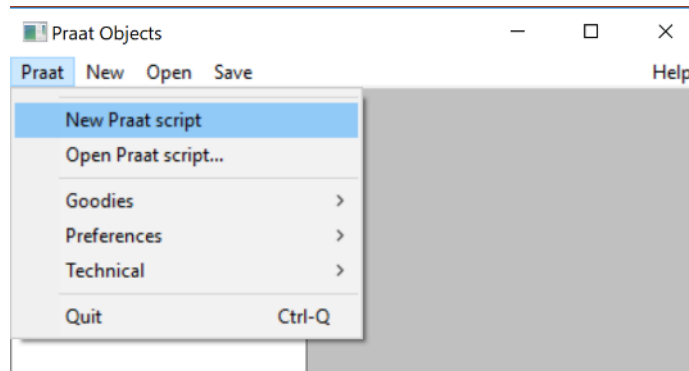 Praat Objects
Praat New Open Save Help
New Praat script
Open Praat script...
Goodies
Preferences
Technical
Quit Ctrl-Q